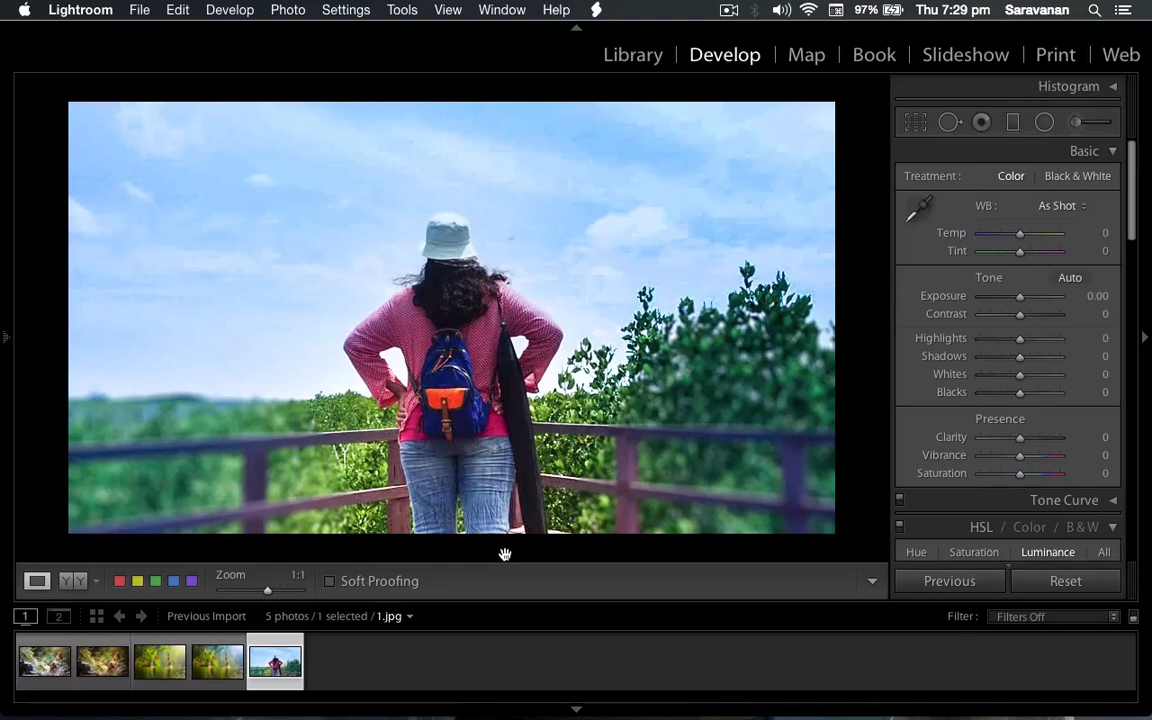 Lightroom File Edit Develop Photo Settings Tools View Window Help 97% Thu 7:29 pm Saravanan
Library | Develop | Map | Book | Slideshow | Print | Web
Histogram
Basic
Treatment : Color Black & White
WB : As Shot
Temp 0
Tint 0
Tone Auto
Exposure 0.00
Contrast 0
Highlights 0
Shadows 0
Whites 0
Blacks 0
Presence
Clarity 0
Vibrance 0
Saturation 0
Tone Curve
HSL / Color / B & W
Hue Saturation Luminance All
YY Zoom 1:1 Soft Proofing Previous Reset
1 2 Previous Import 5 photos / 1 selected / 1.jpg Filter : Filters Off